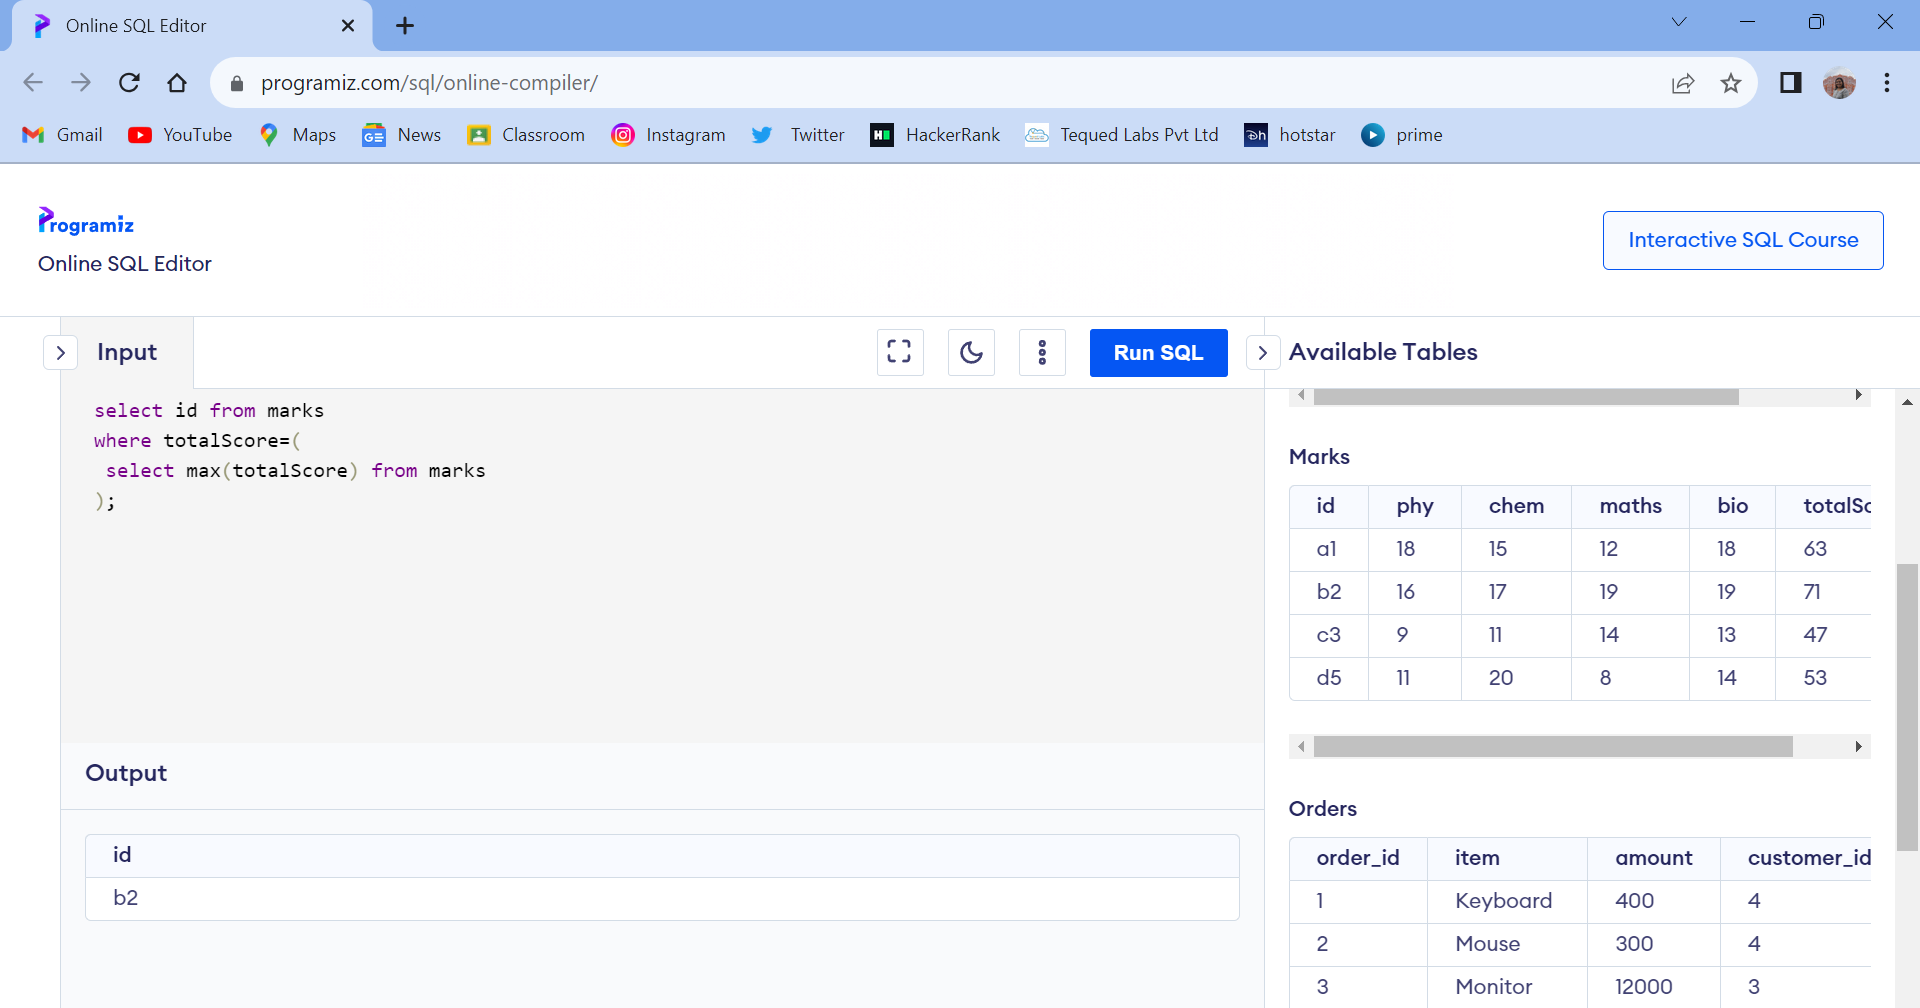 Online SQL Editor
programiz.com/sql/online-compiler/
Gmail YouTube Maps News Classroom Instagram Twitter HackerRank Tequed Labs Pvt Ltd hotstar prime
Programiz
Online SQL Editor
Interactive SQL Course
Input
Run SQL
select id from marks
where totalScore=(
select max(totalScore) from marks
);
Output
id
b2
Available Tables
Marks
id phy chem maths bio totalSc
a1 18 15 12 18 63
b2 16 17 19 19 71
c3 9 11 14 13 47
d5 11 20 8 14 53
Orders
order_id item amount customer_id
1 Keyboard 400 4
2 Mouse 300 4
3 Monitor 12000 3